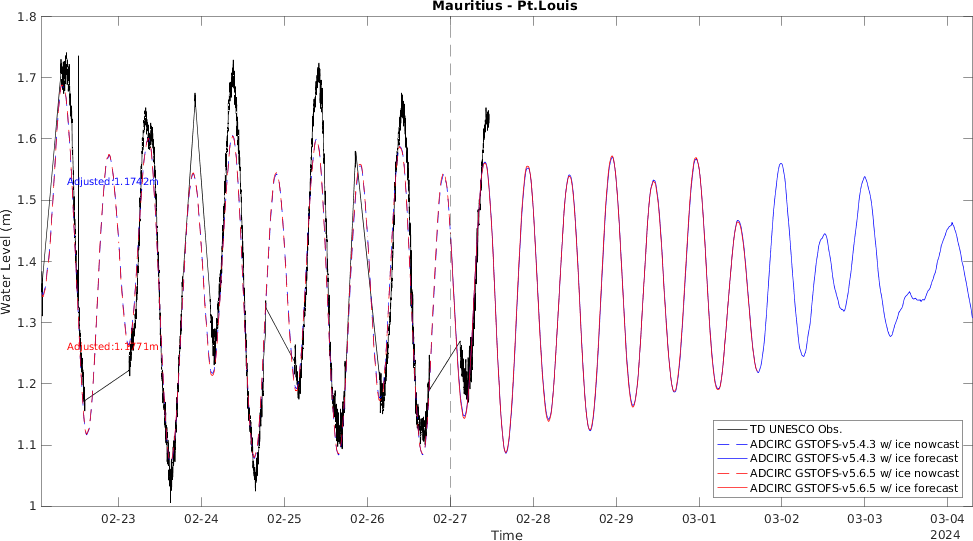 Mauritius - Pt.Louis
1.8
1.7
1.6
1.5
1.4
1.3
1.2
1.1
1
Water Level (m)
Adjusted:1.1742m
Adjusted:1.1771m
TD UNESCO Obs.
ADCIRC GSTOFS-v5.4.3 w/ ice nowcast
ADCIRC GSTOFS-v5.4.3 w/ ice forecast
ADCIRC GSTOFS-v5.6.5 w/ ice nowcast
ADCIRC GSTOFS-v5.6.5 w/ ice forecast
02-23 02-24 02-25 02-26 02-27 02-28 02-29 03-01 03-02 03-03 03-04
2024
Time